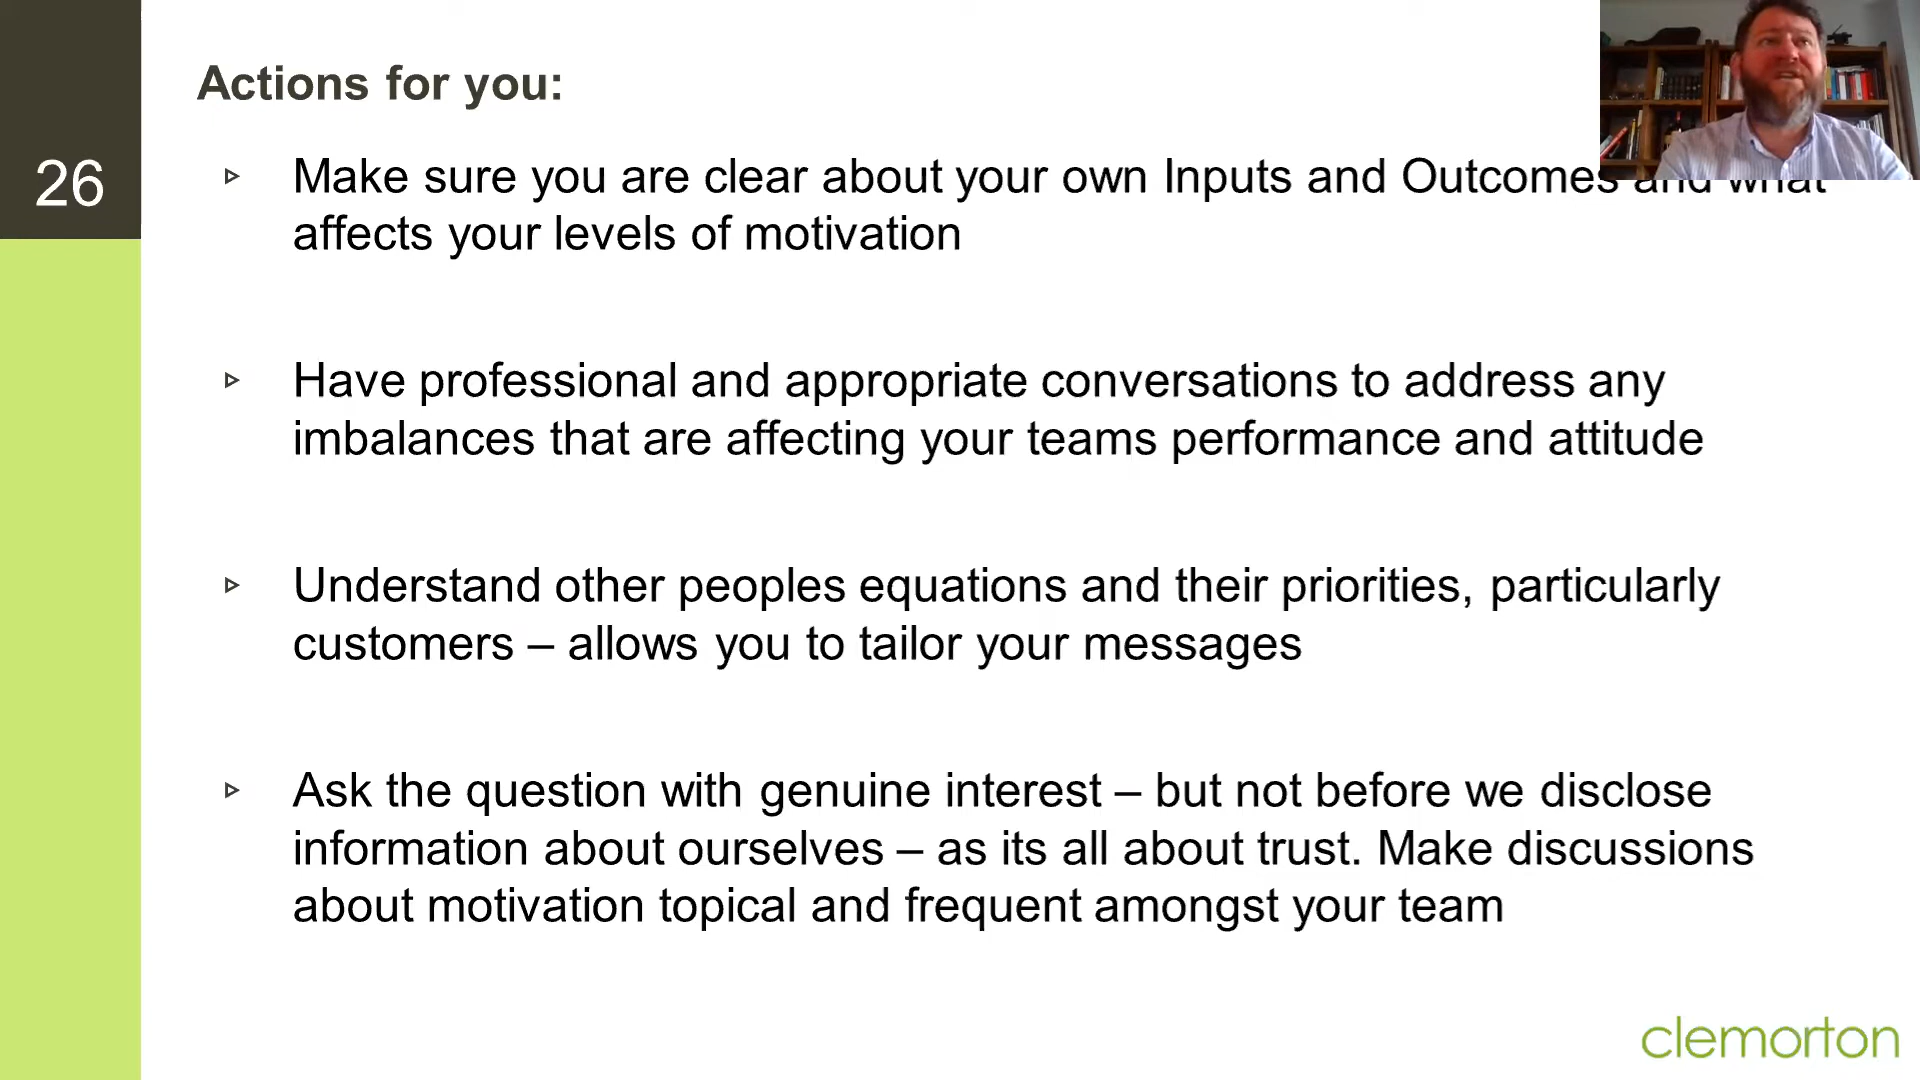 Actions for you:
26
Make sure you are clear about your own Inputs and Outcomes and what
affects your levels of motivation
Have professional and appropriate conversations to address any
imbalances that are affecting your teams performance and attitude
Understand other peoples equations and their priorities, particularly
customers – allows you to tailor your messages
Ask the question with genuine interest – but not before we disclose
information about ourselves – as its all about trust. Make discussions
about motivation topical and frequent amongst your team
clemorton